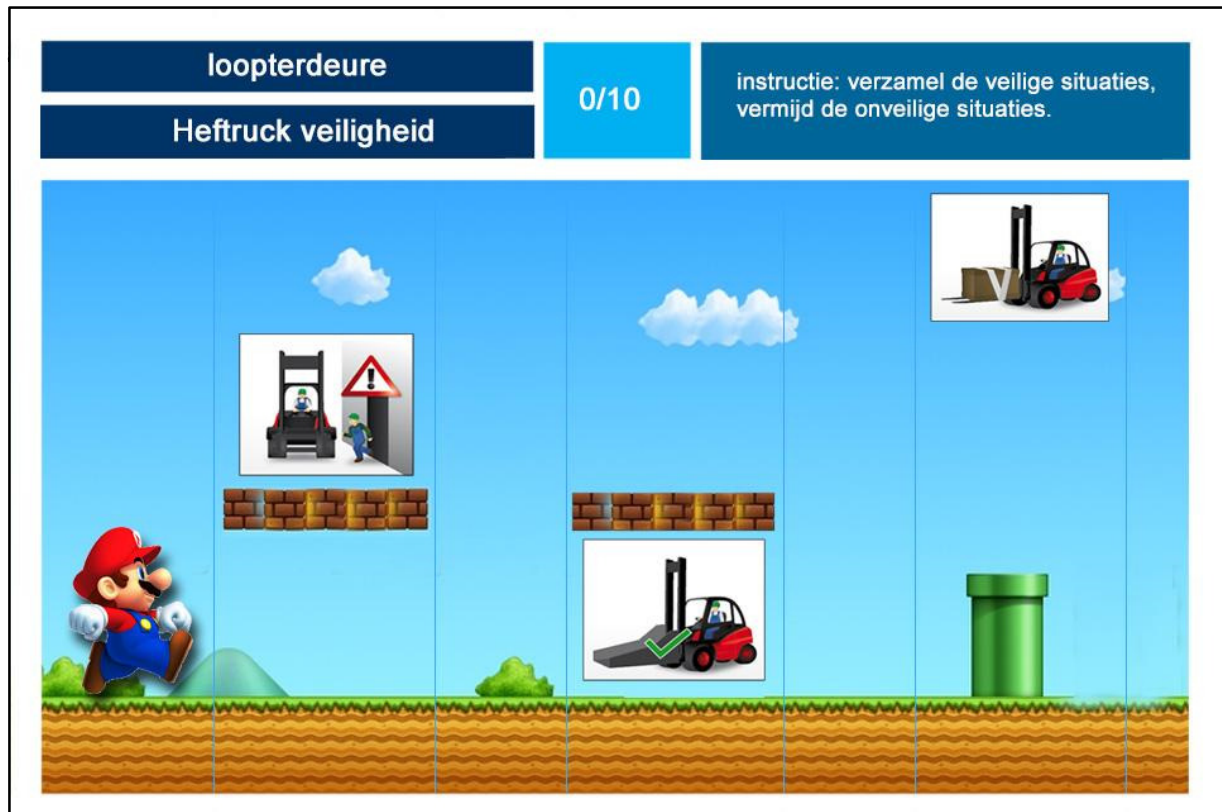 loopterdeure
Heftruck veiligheid
0/10
instructie: verzamel de veilige situaties,
vermijd de onveilige situaties.